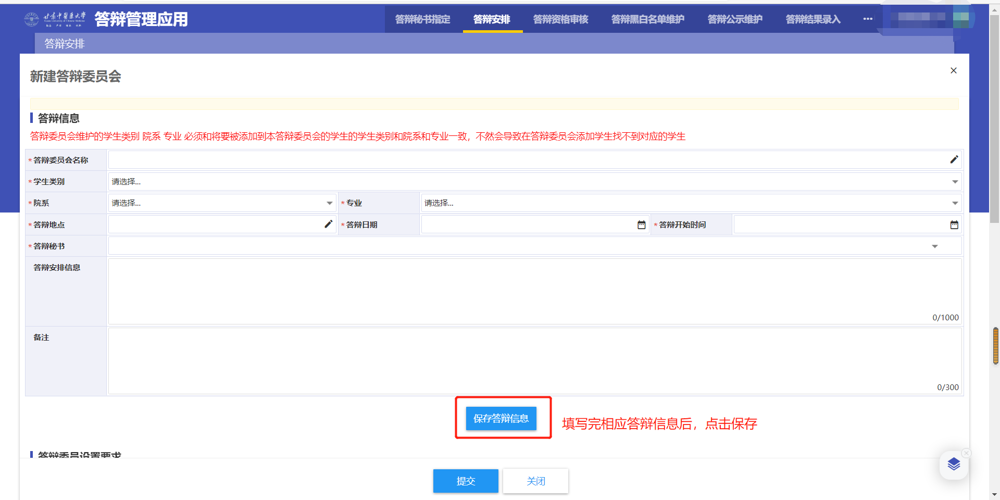 甘肃中医药大学 答辩管理应用
答辩秘书指定 答辩安排 答辩资格审核 答辩黑白名单维护 答辩公示维护 答辩结果录入 •••
答辩安排
新建答辩委员会
答辩信息
答辩委员会维护的学生类别 院系 专业 必须和将要被添加到本答辩委员会的学生的学生类别和院系和专业一致，不然会导致在答辩委员会添加学生找不到对应的学生
* 答辩委员会名称
* 学生类别 请选择...
* 院系 请选择... * 专业 请选择...
* 答辩地点 * 答辩日期 * 答辩开始时间
* 答辩秘书
答辩安排信息
0/1000
备注
0/300
保存答辩信息 填写完相应答辩信息后，点击保存
答辩委员设置要求
提交 关闭